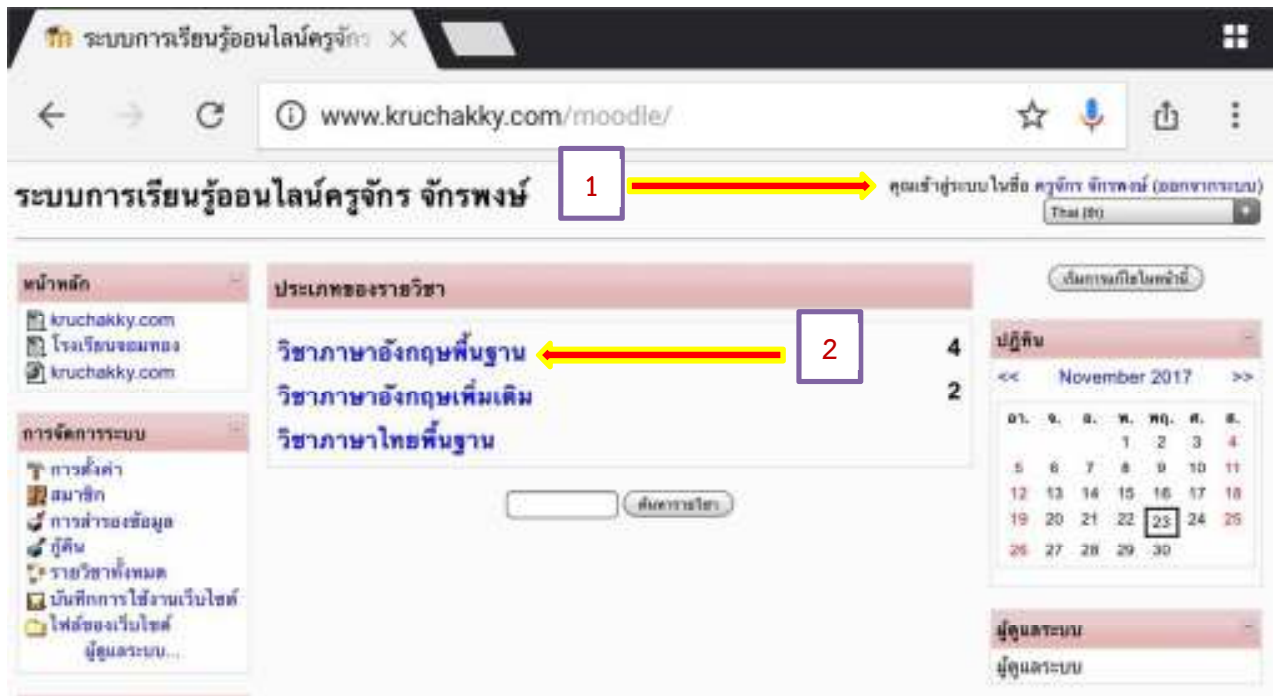 ระบบการเรียนรู้ออนไลน์ครูจักร
www.kruchakky.com/moodle/
ระบบการเรียนรู้ออนไลน์ครูจักร จักรพงษ์
1
คุณเข้าสู่ระบบในชื่อ ครูจักร จักรพงษ์ (ออกจากระบบ)
Thai (th)
หน้าหลัก
kruchakky.com
โรงเรียนจอมทอง
kruchakky.com
การจัดการระบบ
การตั้งค่า
สมาชิก
การสำรองข้อมูล
กู้คืน
รายวิชาทั้งหมด
บันทึกการใช้งานเว็บไซต์
ไฟล์ของเว็บไซต์
ผู้ดูแลระบบ...
ประเภทของรายวิชา
วิชาภาษาอังกฤษพื้นฐาน 4
2
วิชาภาษาอังกฤษเพิ่มเติม 2
วิชาภาษาไทยพื้นฐาน
ค้นหารายวิชา
เริ่มการแก้ไขในหน้านี้
ปฏิทิน
<< November 2017 >>
อา. จ. อ. พ. พฤ. ศ. ส.
1 2 3 4
5 6 7 8 9 10 11
12 13 14 15 16 17 18
19 20 21 22 23 24 25
26 27 28 29 30
ผู้ดูแลระบบ
ผู้ดูแลระบบ